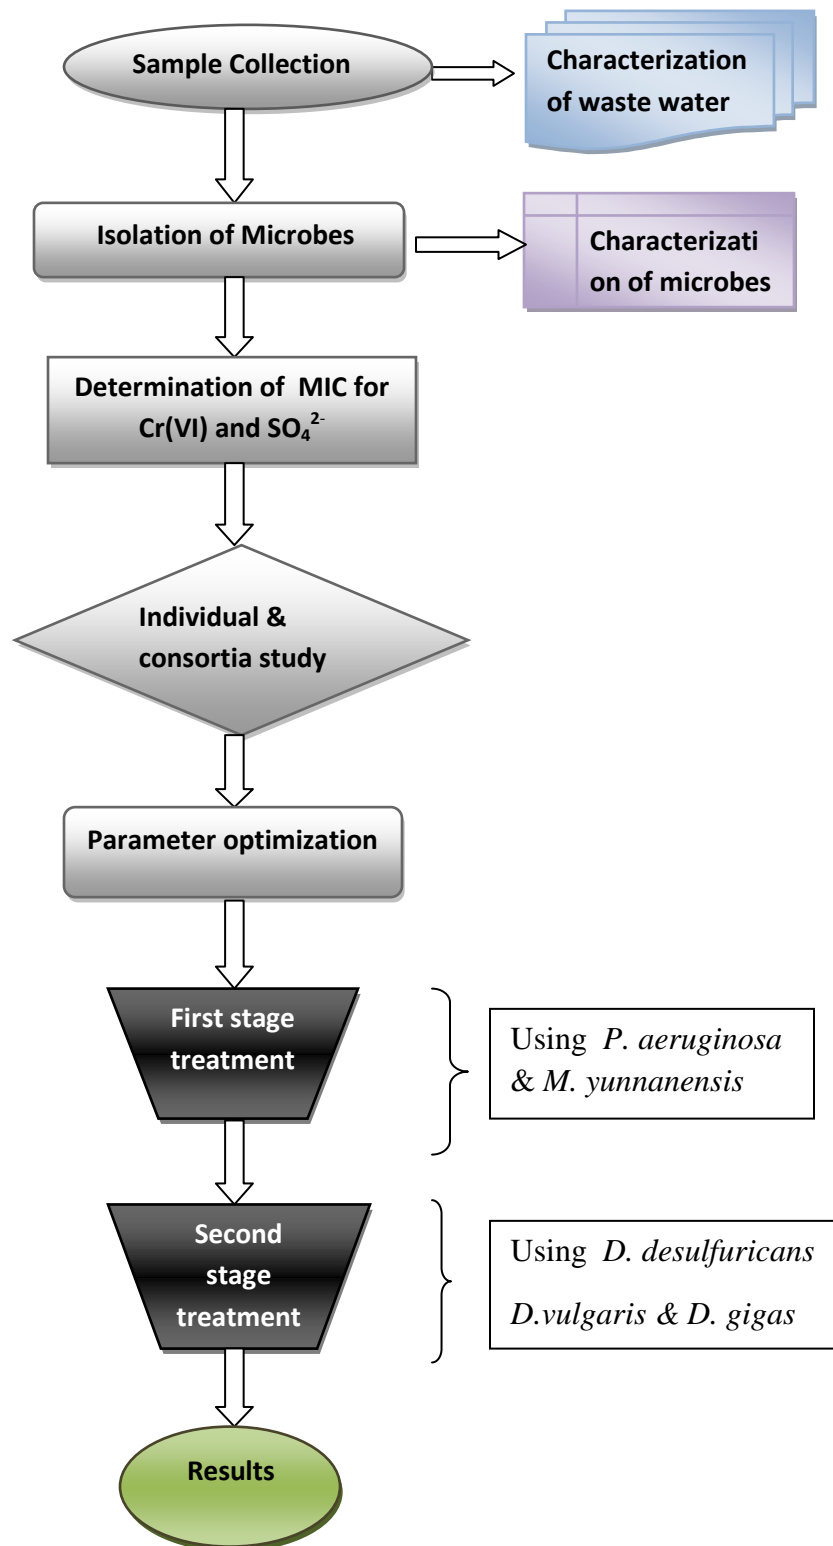 Sample Collection
Characterization
of waste water
Isolation of Microbes
Characterizati
on of microbes
Determination of MIC for
Cr(VI) and SO₄²⁻
Individual &
consortia study
Parameter optimization
First stage
treatment
Using P. aeruginosa
& M. yunnanensis
Second
stage
treatment
Using D. desulfuricans
D.vulgaris & D. gigas
Results